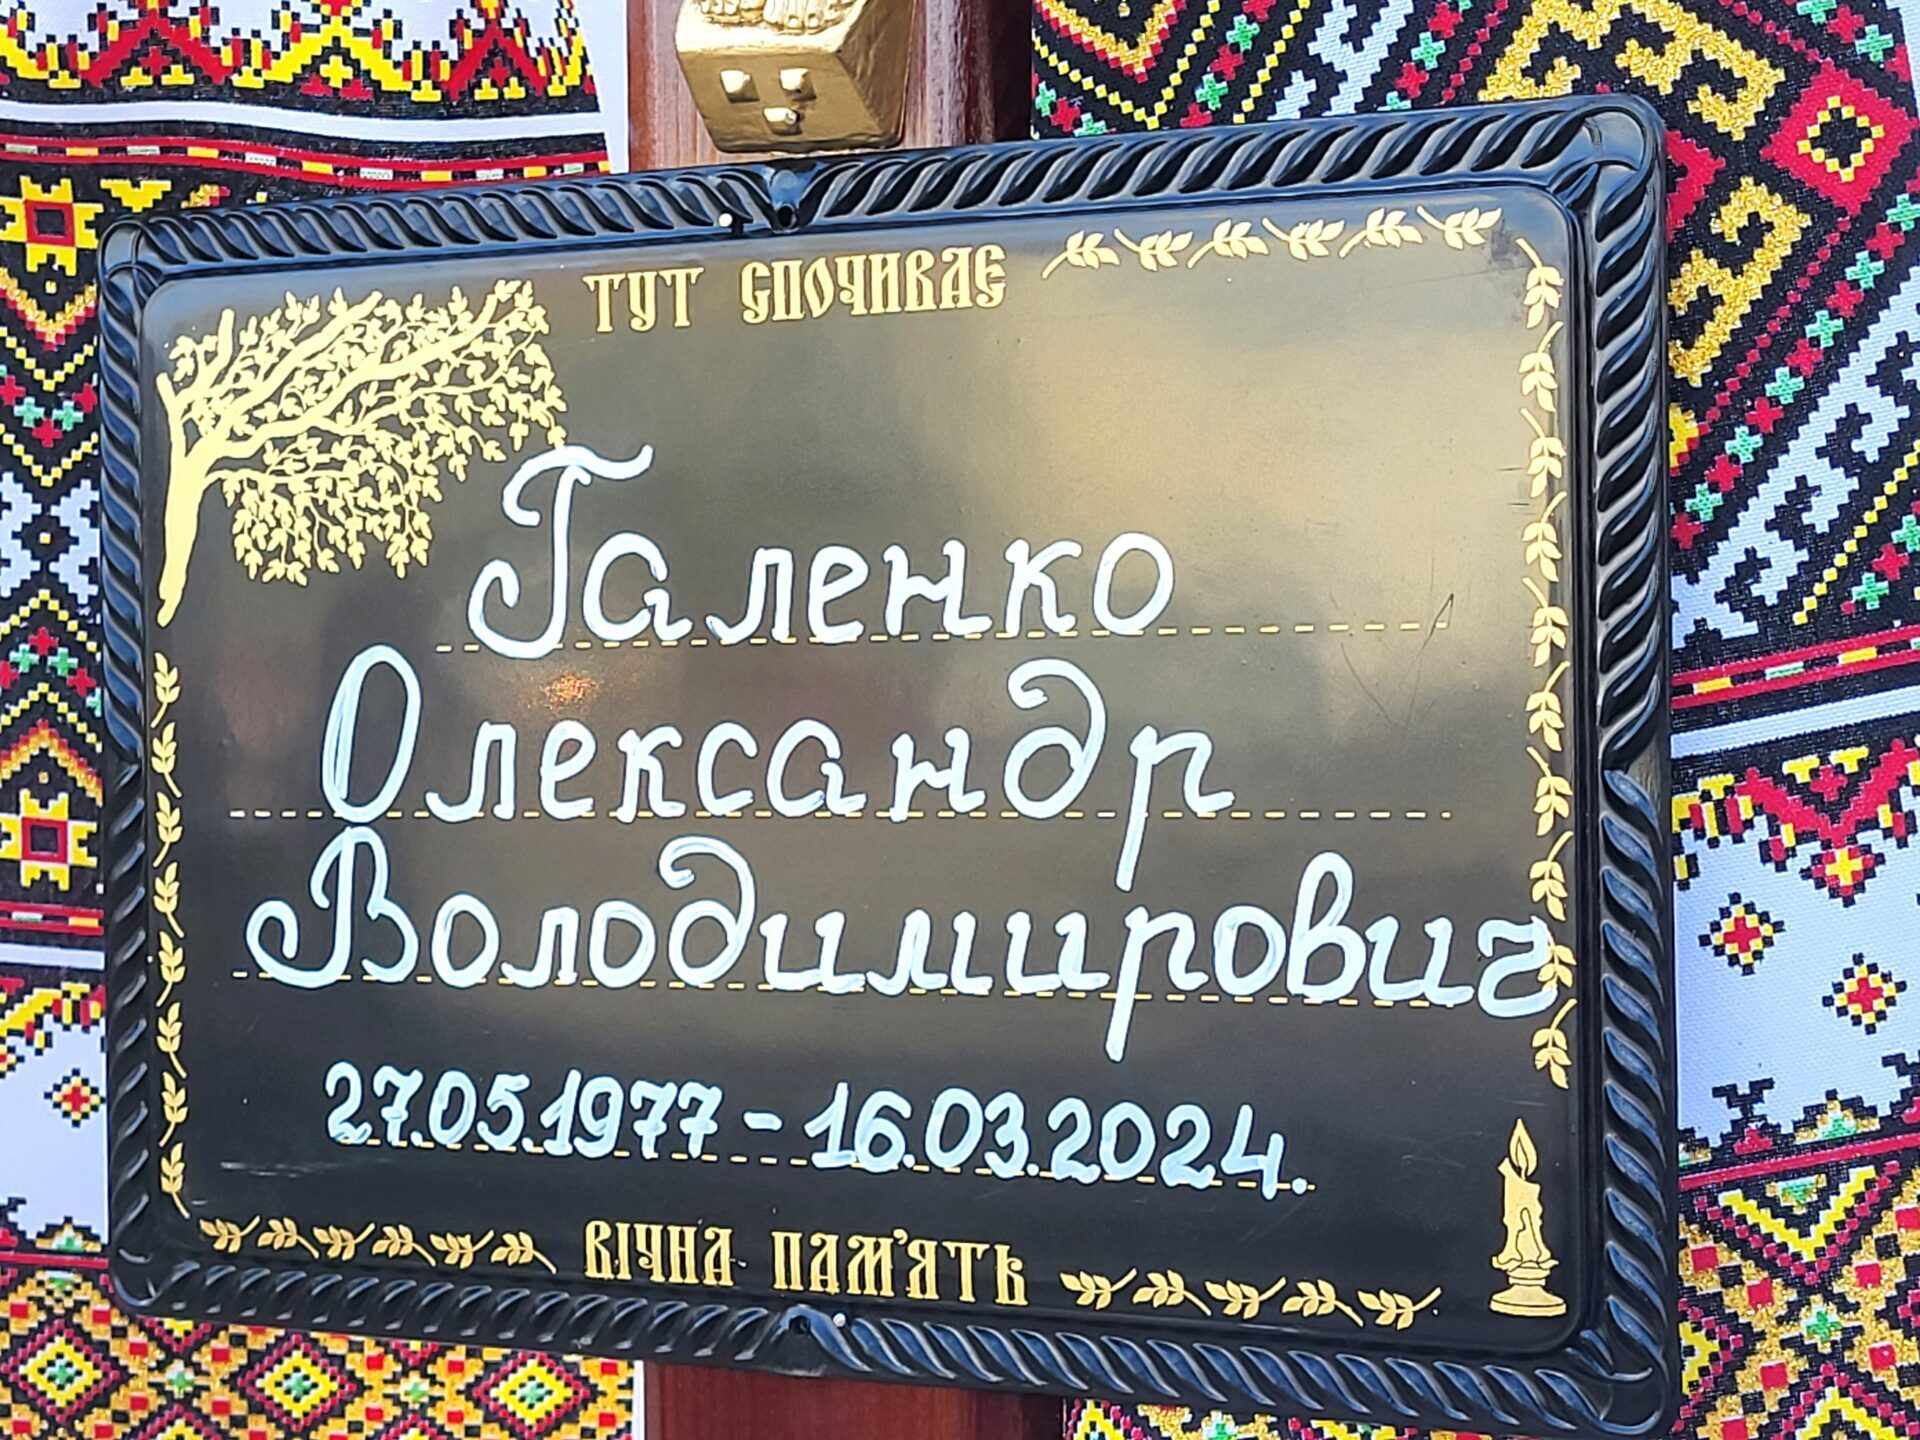 ТУТ СПОЧИВАЄ
Галенко
Олександр
Володимирович
27.05.1977 - 16.03.2024.
ВІЧНА ПАМ'ЯТЬ